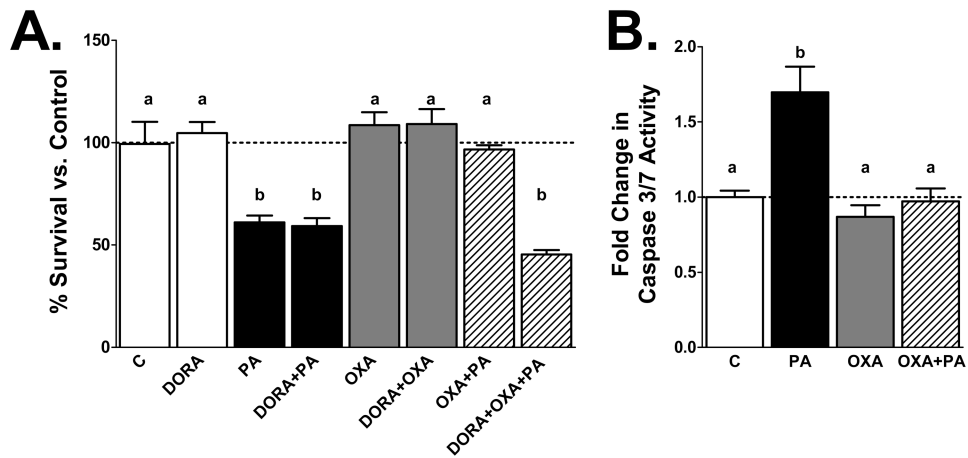 A.
% Survival vs. Control
150
100
50
0
a
a
b
b
a
a
a
b
C
DORA
PA
DORA+PA
OXA
DORA+OXA
OXA+PA
DORA+OXA+PA
B.
Fold Change in
Caspase 3/7 Activity
2.0
1.5
1.0
0.5
0.0
a
b
a
a
C
PA
OXA
OXA+PA